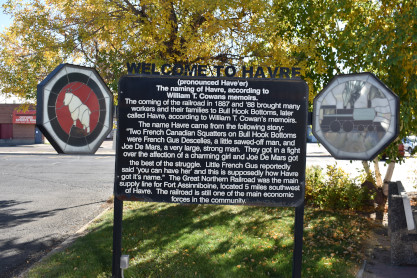 WELCOME TO HAVRE
(pronounced Have'er)
The naming of Havre, according to
William T. Cowans memoirs.
The coming of the railroad in 1887 and '88 brought many
workers and their families to Bull Hook Bottoms, later
called Havre, according to William T. Cowan's memoirs.
The name Havre came from the following story:
"Two French Canadian Squatters on Bull Hook Bottoms
were French Gus Descelles, a little sawed-off man, and
Joe De Mars, a very large, strong man. They got in a fight
over the affection of a charming girl and Joe De Mars got
the best of the struggle. Little French Gus reportedly
said 'you can have her' and this is supposedly how Havre
got it's name." The Great Northern Railroad was the main
supply line for Fort Assinniboine, located 5 miles southwest
of Havre. The railroad is still one of the main economic
forces in the community.